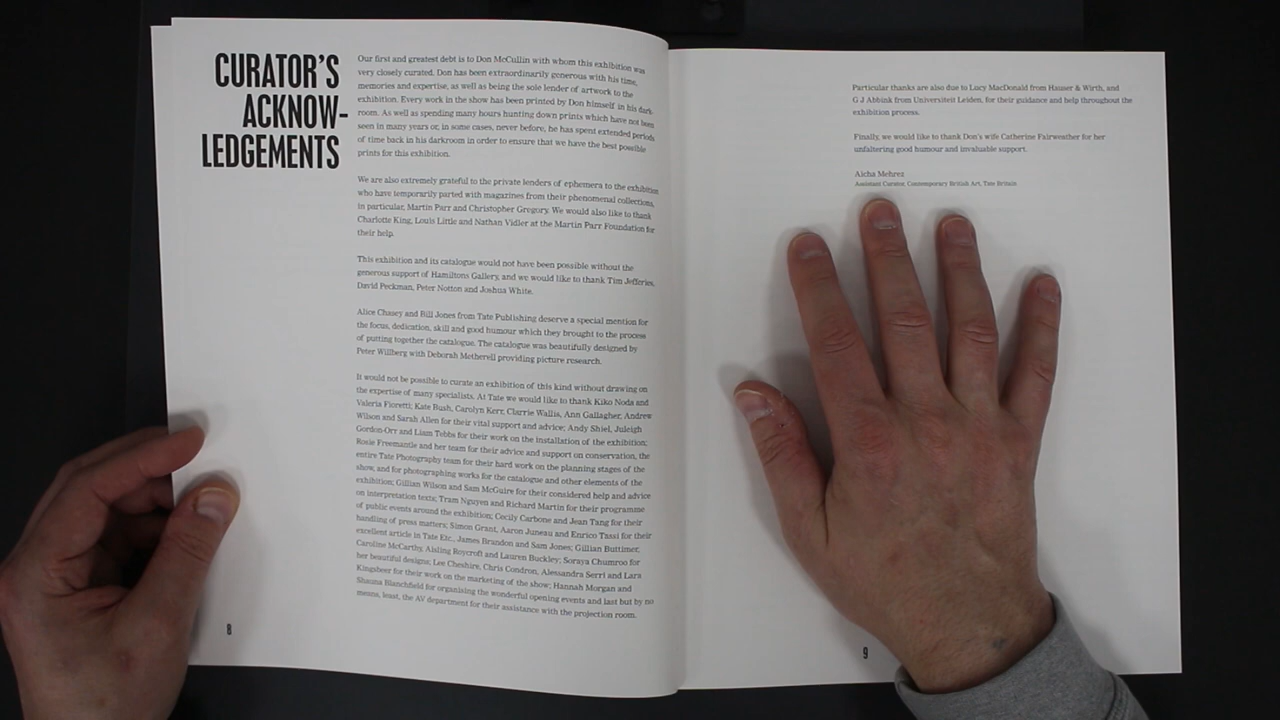 CURATOR'S
ACKNOW-
LEDGEMENTS
Our first and greatest debt is to Don McCullin with whom this exhibition was
very closely curated. Don has been extraordinarily generous with his time,
memories and expertise, as well as being the sole lender of artwork to the
exhibition. Every work in the show has been printed by Don himself in his dark-
room. As well as spending many hours hunting down prints which have not been
seen in many years or, in some cases, never before, he has spent extended periods
of time back in his darkroom in order to ensure that we have the best possible
prints for this exhibition.
We are also extremely grateful to the private lenders of ephemera to the exhibition
who have temporarily parted with magazines from their phenomenal collections,
in particular, Martin Parr and Christopher Gregory. We would also like to thank
Charlotte King, Louis Little and Nathan Vidler at the Martin Parr Foundation for
their help.
This exhibition and its catalogue would not have been possible without the
generous support of Hamiltons Gallery, and we would like to thank Tim Jefferies,
David Peckman, Peter Notton and Joshua White.
Alice Chasey and Bill Jones from Tate Publishing deserve a special mention for
the focus, dedication, skill and good humour which they brought to the process
of putting together the catalogue. The catalogue was beautifully designed by
Peter Willberg with Deborah Metherell providing picture research.
It would not be possible to curate an exhibition of this kind without drawing on
the expertise of many specialists. At Tate we would like to thank Kiko Noda and
Valeria Fioretti; Kate Bush, Carolyn Kerr, Clarrie Wallis, Ann Gallagher, Andrew
Wilson and Sarah Allen for their vital support and advice; Andy Shiel, Juleigh
Gordon-Orr and Liam Tebbs for their work on the installation of the exhibition;
Rosie Freemantle and her team for their advice and support on conservation, the
entire Tate Photography team for their hard work on the planning stages of the
show, and for photographing works for the catalogue and other elements of the
exhibition; Gillian Wilson and Sam McGuire for their considered help and advice
on interpretation texts; Tram Nguyen and Richard Martin for their programme
of public events around the exhibition; Cecily Carbone and Jean Tang for their
handling of press matters; Simon Grant, Aaron Juneau and Enrico Tassi for their
excellent article in Tate Etc., James Brandon and Sam Jones; Gillian Buttimer,
Caroline McCarthy, Aisling Roycroft and Lauren Buckley; Soraya Chumroo for
her beautiful designs; Lee Cheshire, Chris Condron, Alessandra Serri and Lara
Kingsbeer for their work on the marketing of the show; Hannah Morgan and
Shauna Blanchfield for organising the wonderful opening events and last but by no
means, least, the AV department for their assistance with the projection room.
8
Particular thanks are also due to Lucy MacDonald from Hauser & Wirth, and
G J Abbink from Universiteit Leiden, for their guidance and help throughout the
exhibition process.
Finally, we would like to thank Don's wife Catherine Fairweather for her
unfaltering good humour and invaluable support.
Aicha Mehrez
Assistant Curator, Contemporary British Art, Tate Britain
9